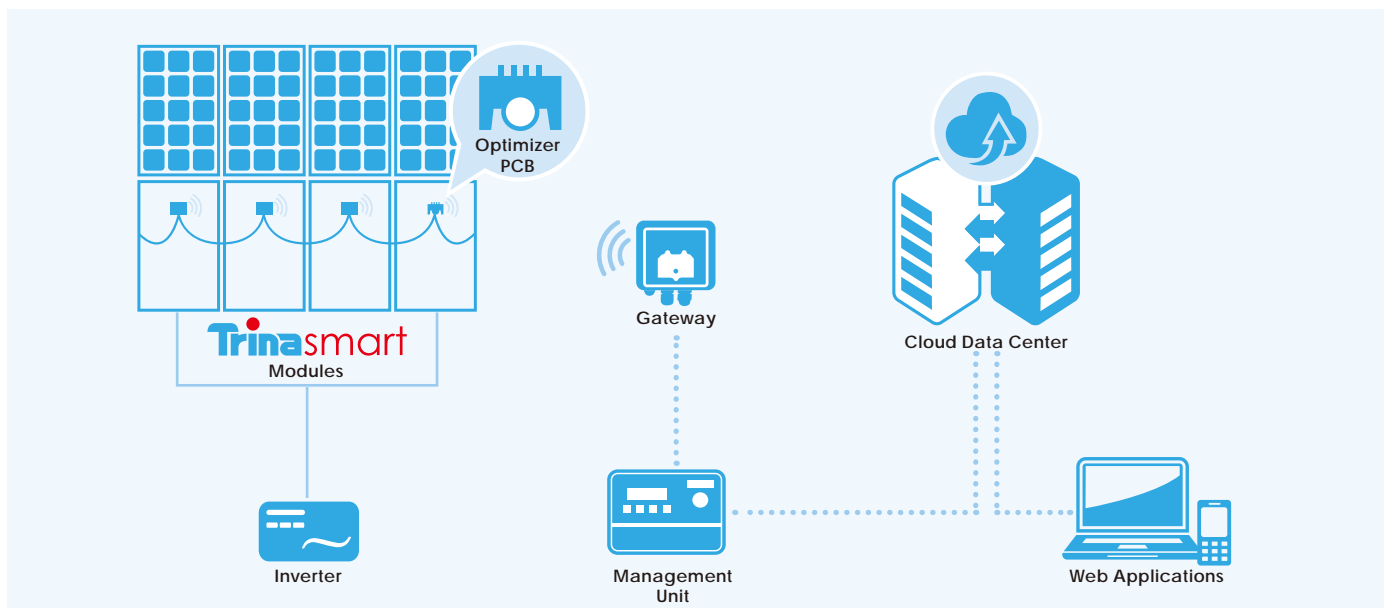 Optimizer
PCB
Trinasmart
Modules
Gateway
Cloud Data Center
Inverter
Management
Unit
Web Applications